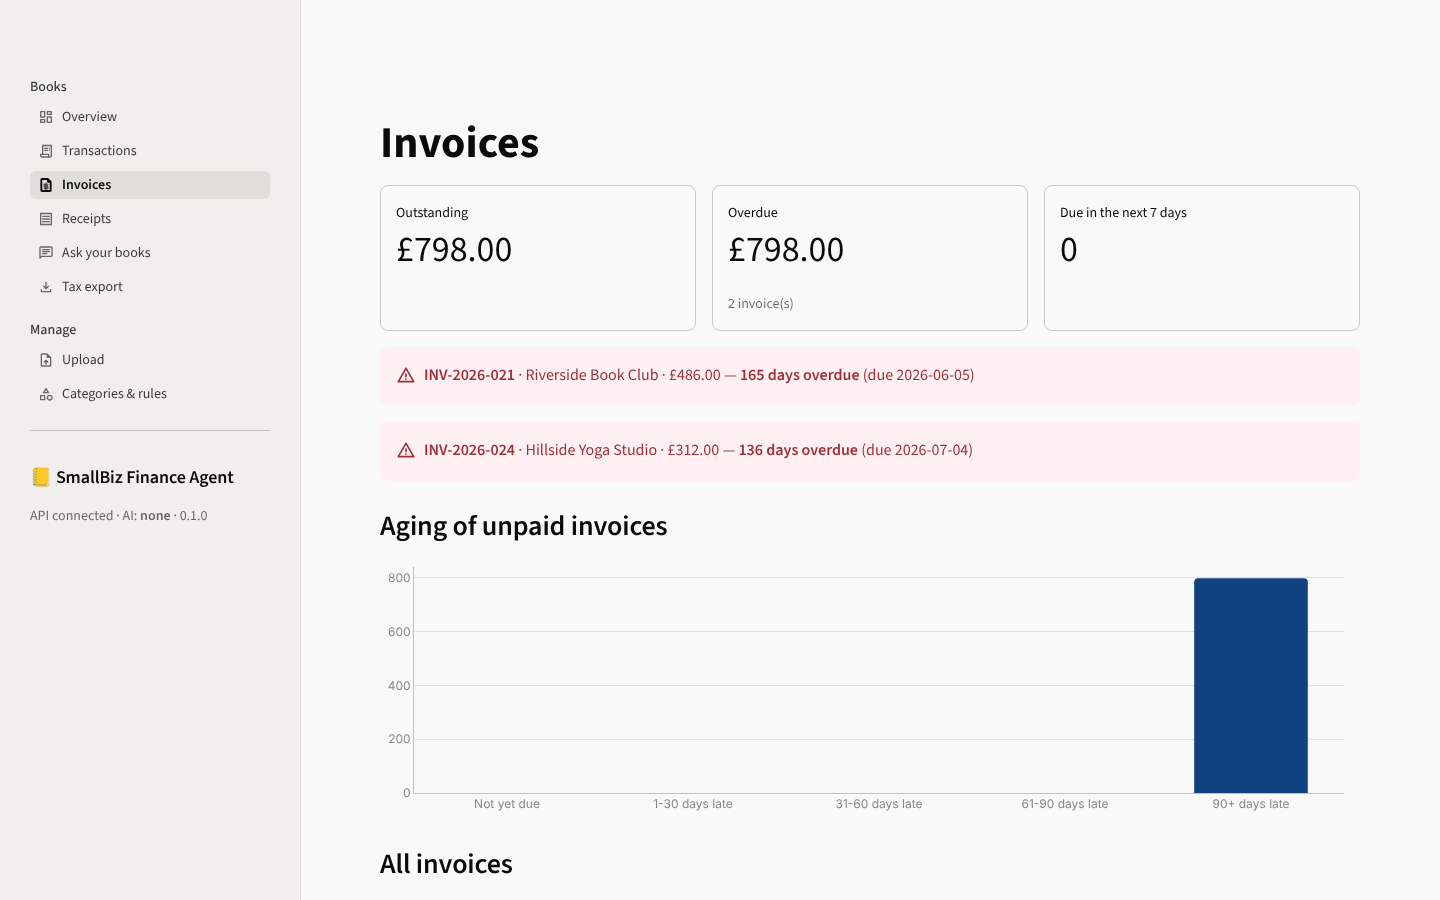 Books
Overview
Transactions
Invoices
Receipts
Ask your books
Tax export
Manage
Upload
Categories & rules
📒 SmallBiz Finance Agent
API connected · AI: none · 0.1.0
Invoices
Outstanding
£798.00
Overdue
£798.00
2 invoice(s)
Due in the next 7 days
0
INV-2026-021 · Riverside Book Club · £486.00 — 165 days overdue (due 2026-06-05)
INV-2026-024 · Hillside Yoga Studio · £312.00 — 136 days overdue (due 2026-07-04)
Aging of unpaid invoices
800
600
400
200
0
Not yet due
1-30 days late
31-60 days late
61-90 days late
90+ days late
All invoices